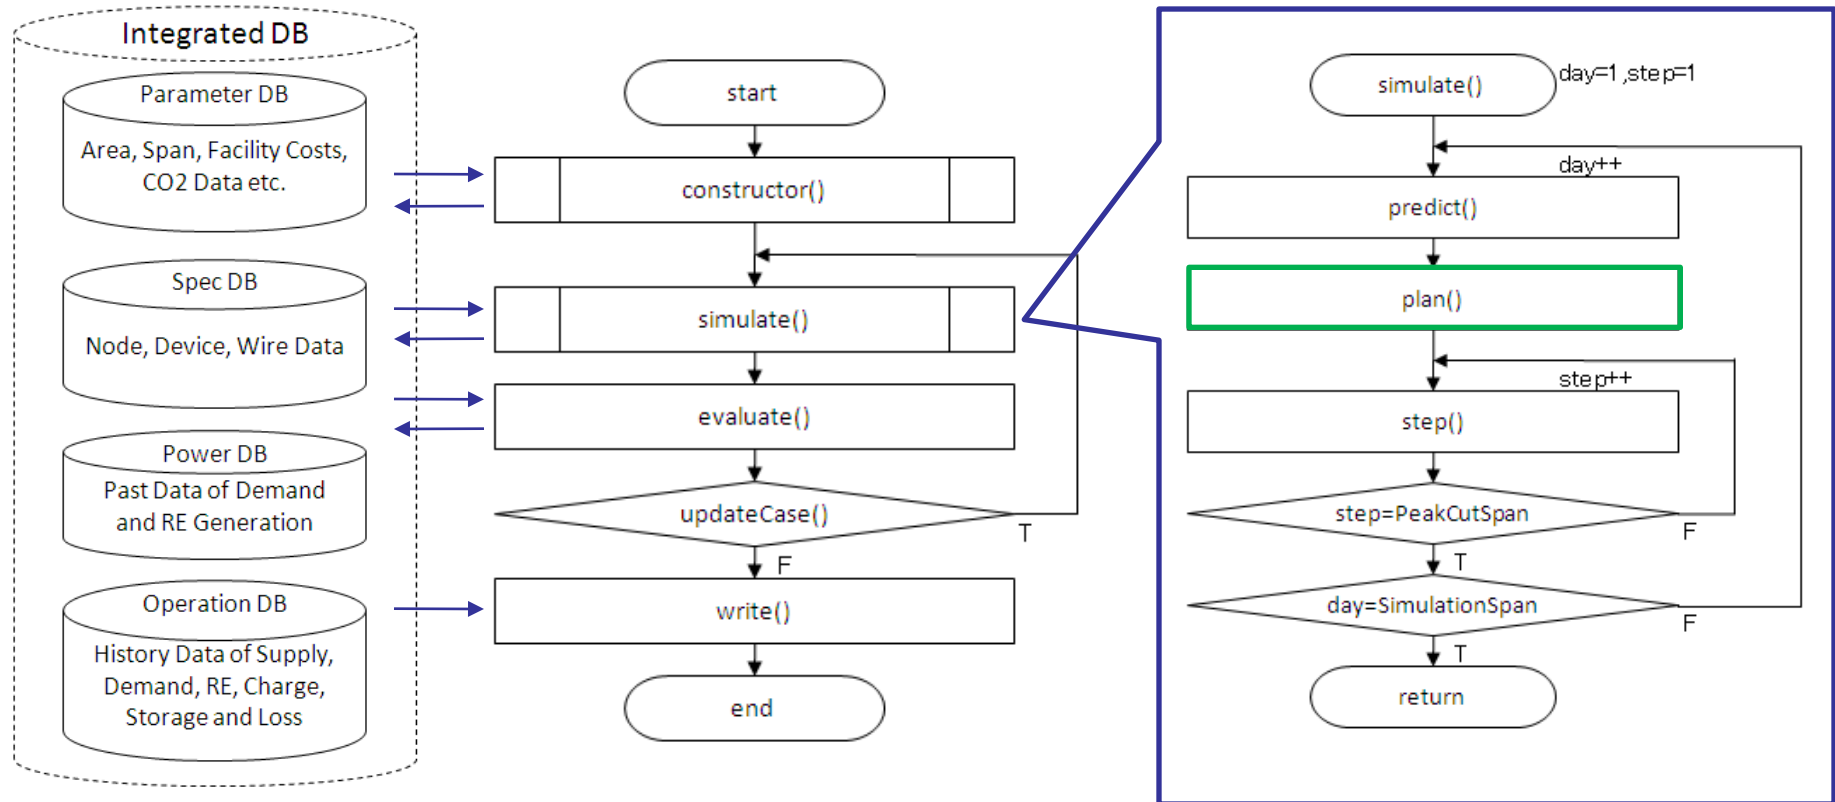 Integrated DB
Parameter DB
Area, Span, Facility Costs,
CO2 Data etc.
Spec DB
Node, Device, Wire Data
Power DB
Past Data of Demand
and RE Generation
Operation DB
History Data of Supply,
Demand, RE, Charge,
Storage and Loss
start
constructor()
simulate()
evaluate()
updateCase()
T
F
write()
end
simulate()
day=1,step=1
day++
predict()
plan()
step++
step()
step=PeakCutSpan
F
T
day=SimulationSpan
F
T
return